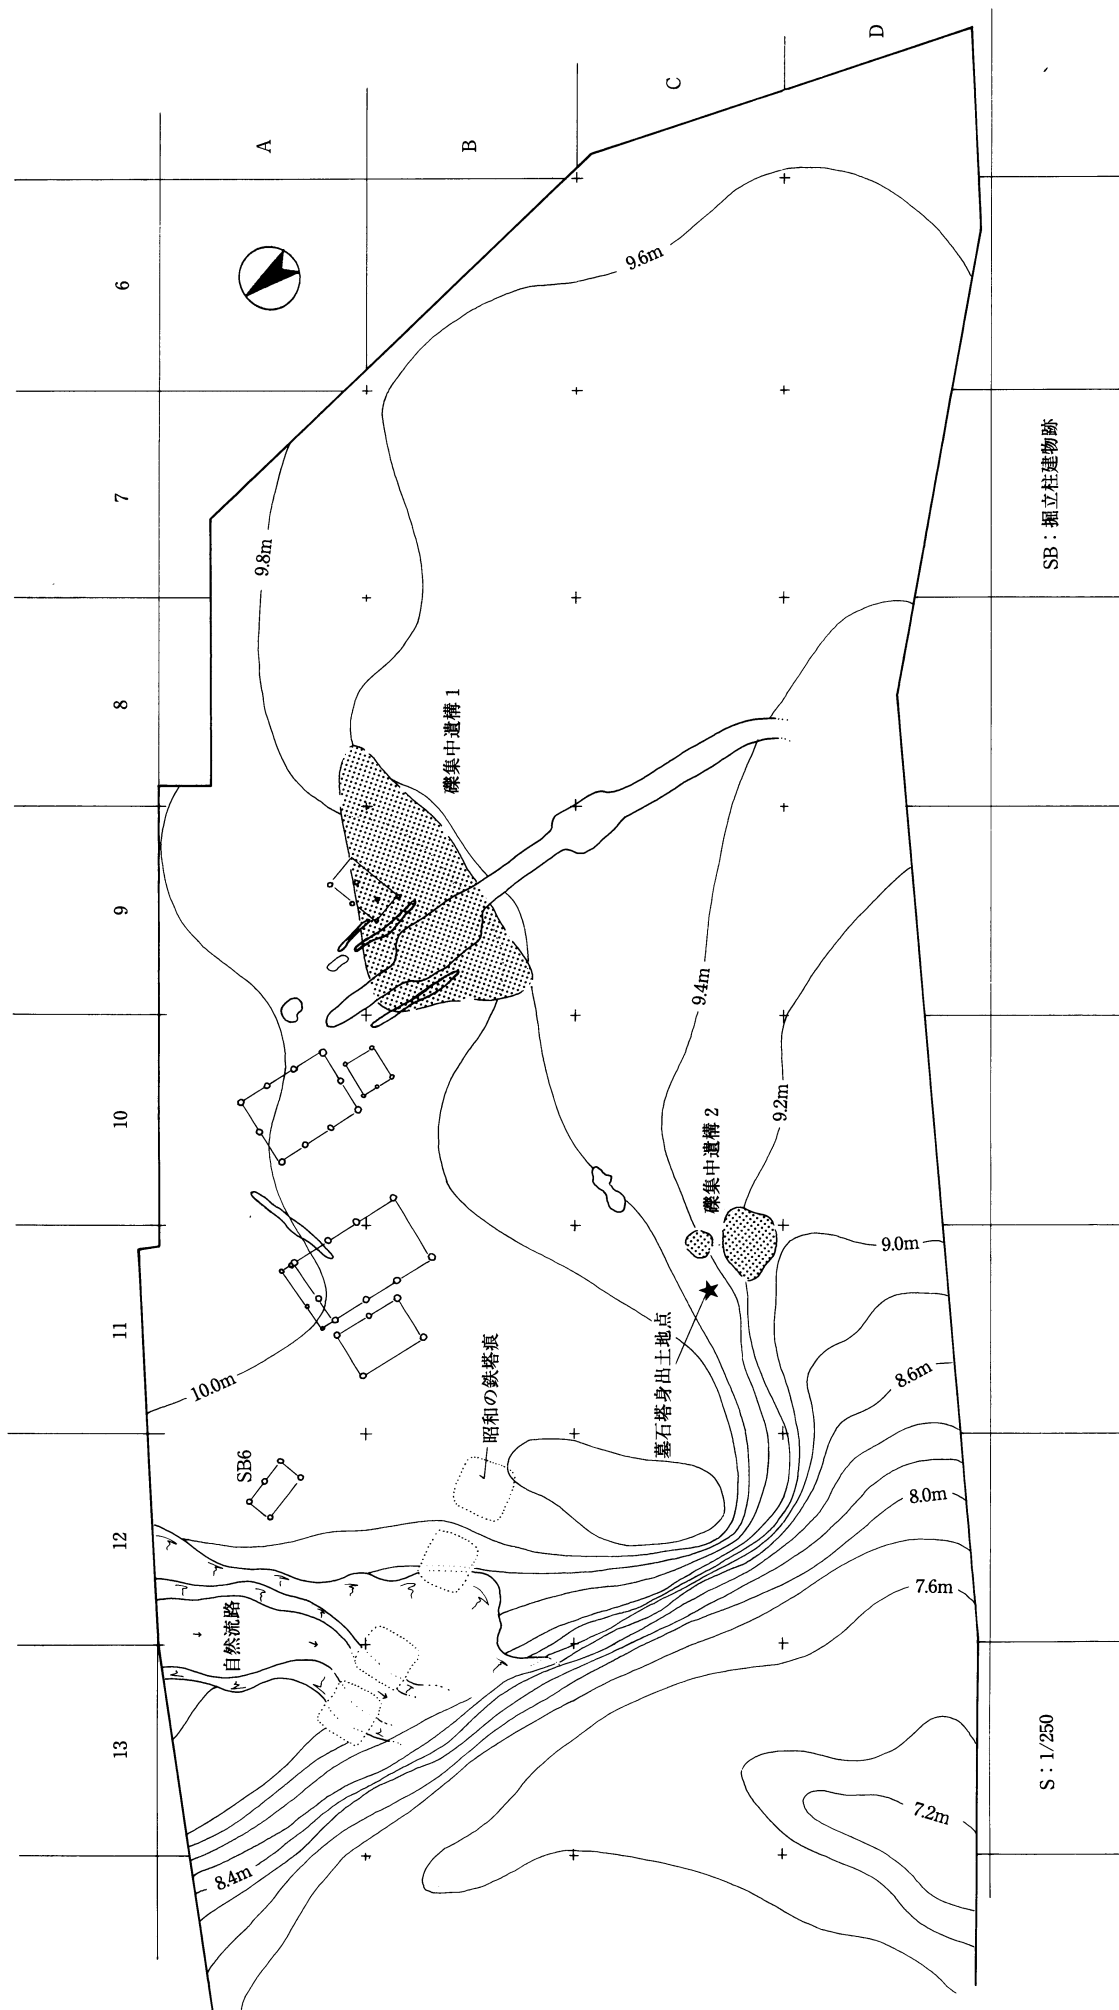 A
B
C
D
6
7
8
9
10
11
12
13
9.6m
9.8m
礫集中遺構1
9.4m
9.2m
礫集中遺構2
9.0m
墓石塔身出土地点
8.6m
10.0m
昭和の鉄塔痕
SB6
8.0m
7.6m
自然流路
7.2m
8.4m
SB:掘立柱建物跡
S:1/250